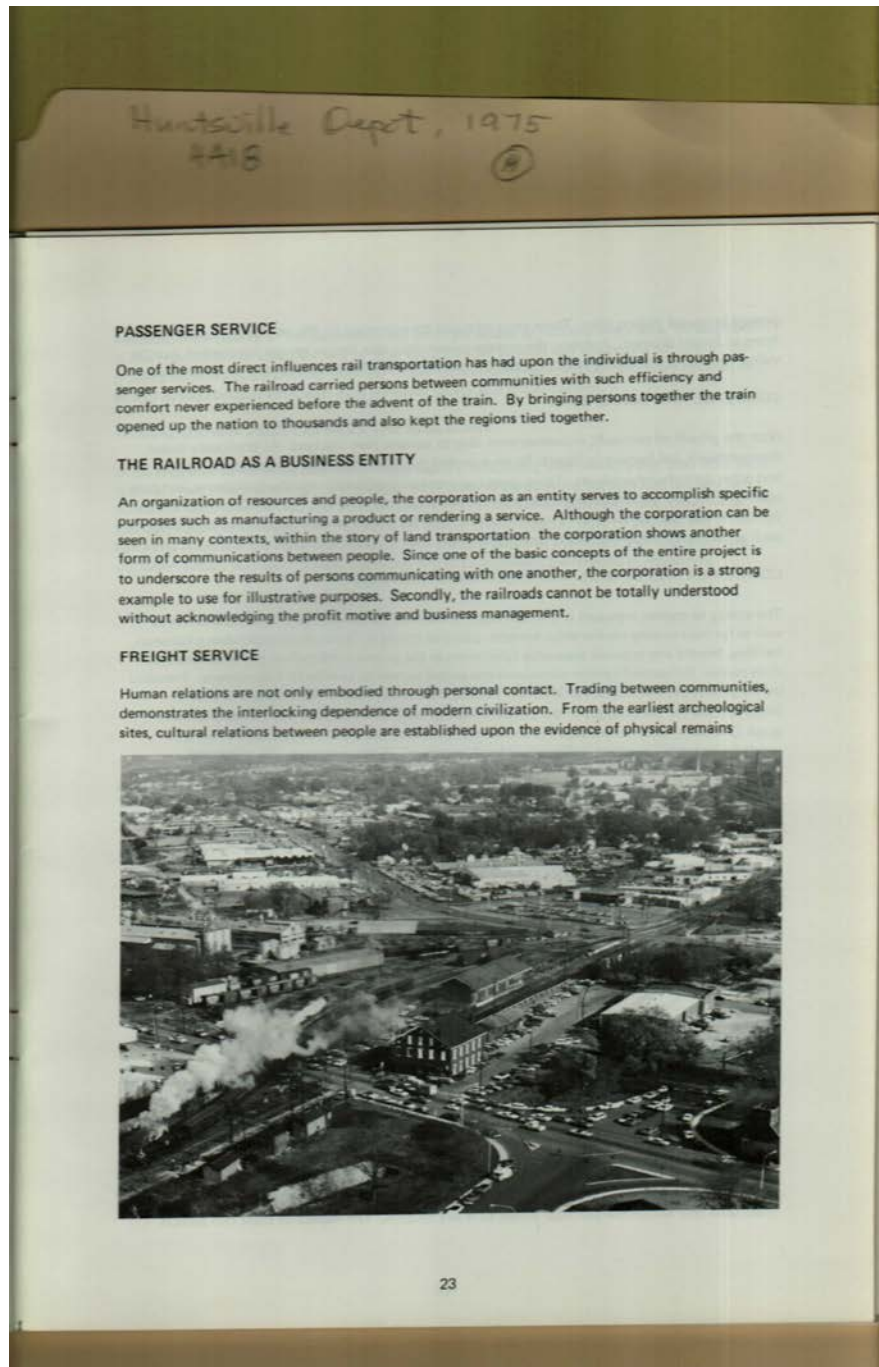 Huntsville Depot, 1975
4418
PASSENGER SERVICE
One of the most direct influences rail transportation has had upon the individual is through pas-
senger services. The railroad carried persons between communities with such efficiency and
comfort never experienced before the advent of the train. By bringing persons together the train
opened up the nation to thousands and also kept the regions tied together.
THE RAILROAD AS A BUSINESS ENTITY
An organization of resources and people, the corporation as an entity serves to accomplish specific
purposes such as manufacturing a product or rendering a service. Although the corporation can be
seen in many contexts, within the story of land transportation the corporation shows another
form of communications between people. Since one of the basic concepts of the entire project is
to underscore the results of persons communicating with one another, the corporation is a strong
example to use for illustrative purposes. Secondly, the railroads cannot be totally understood
without acknowledging the profit motive and business management.
FREIGHT SERVICE
Human relations are not only embodied through personal contact. Trading between communities,
demonstrates the interlocking dependence of modern civilization. From the earliest archeological
sites, cultural relations between people are established upon the evidence of physical remains
23